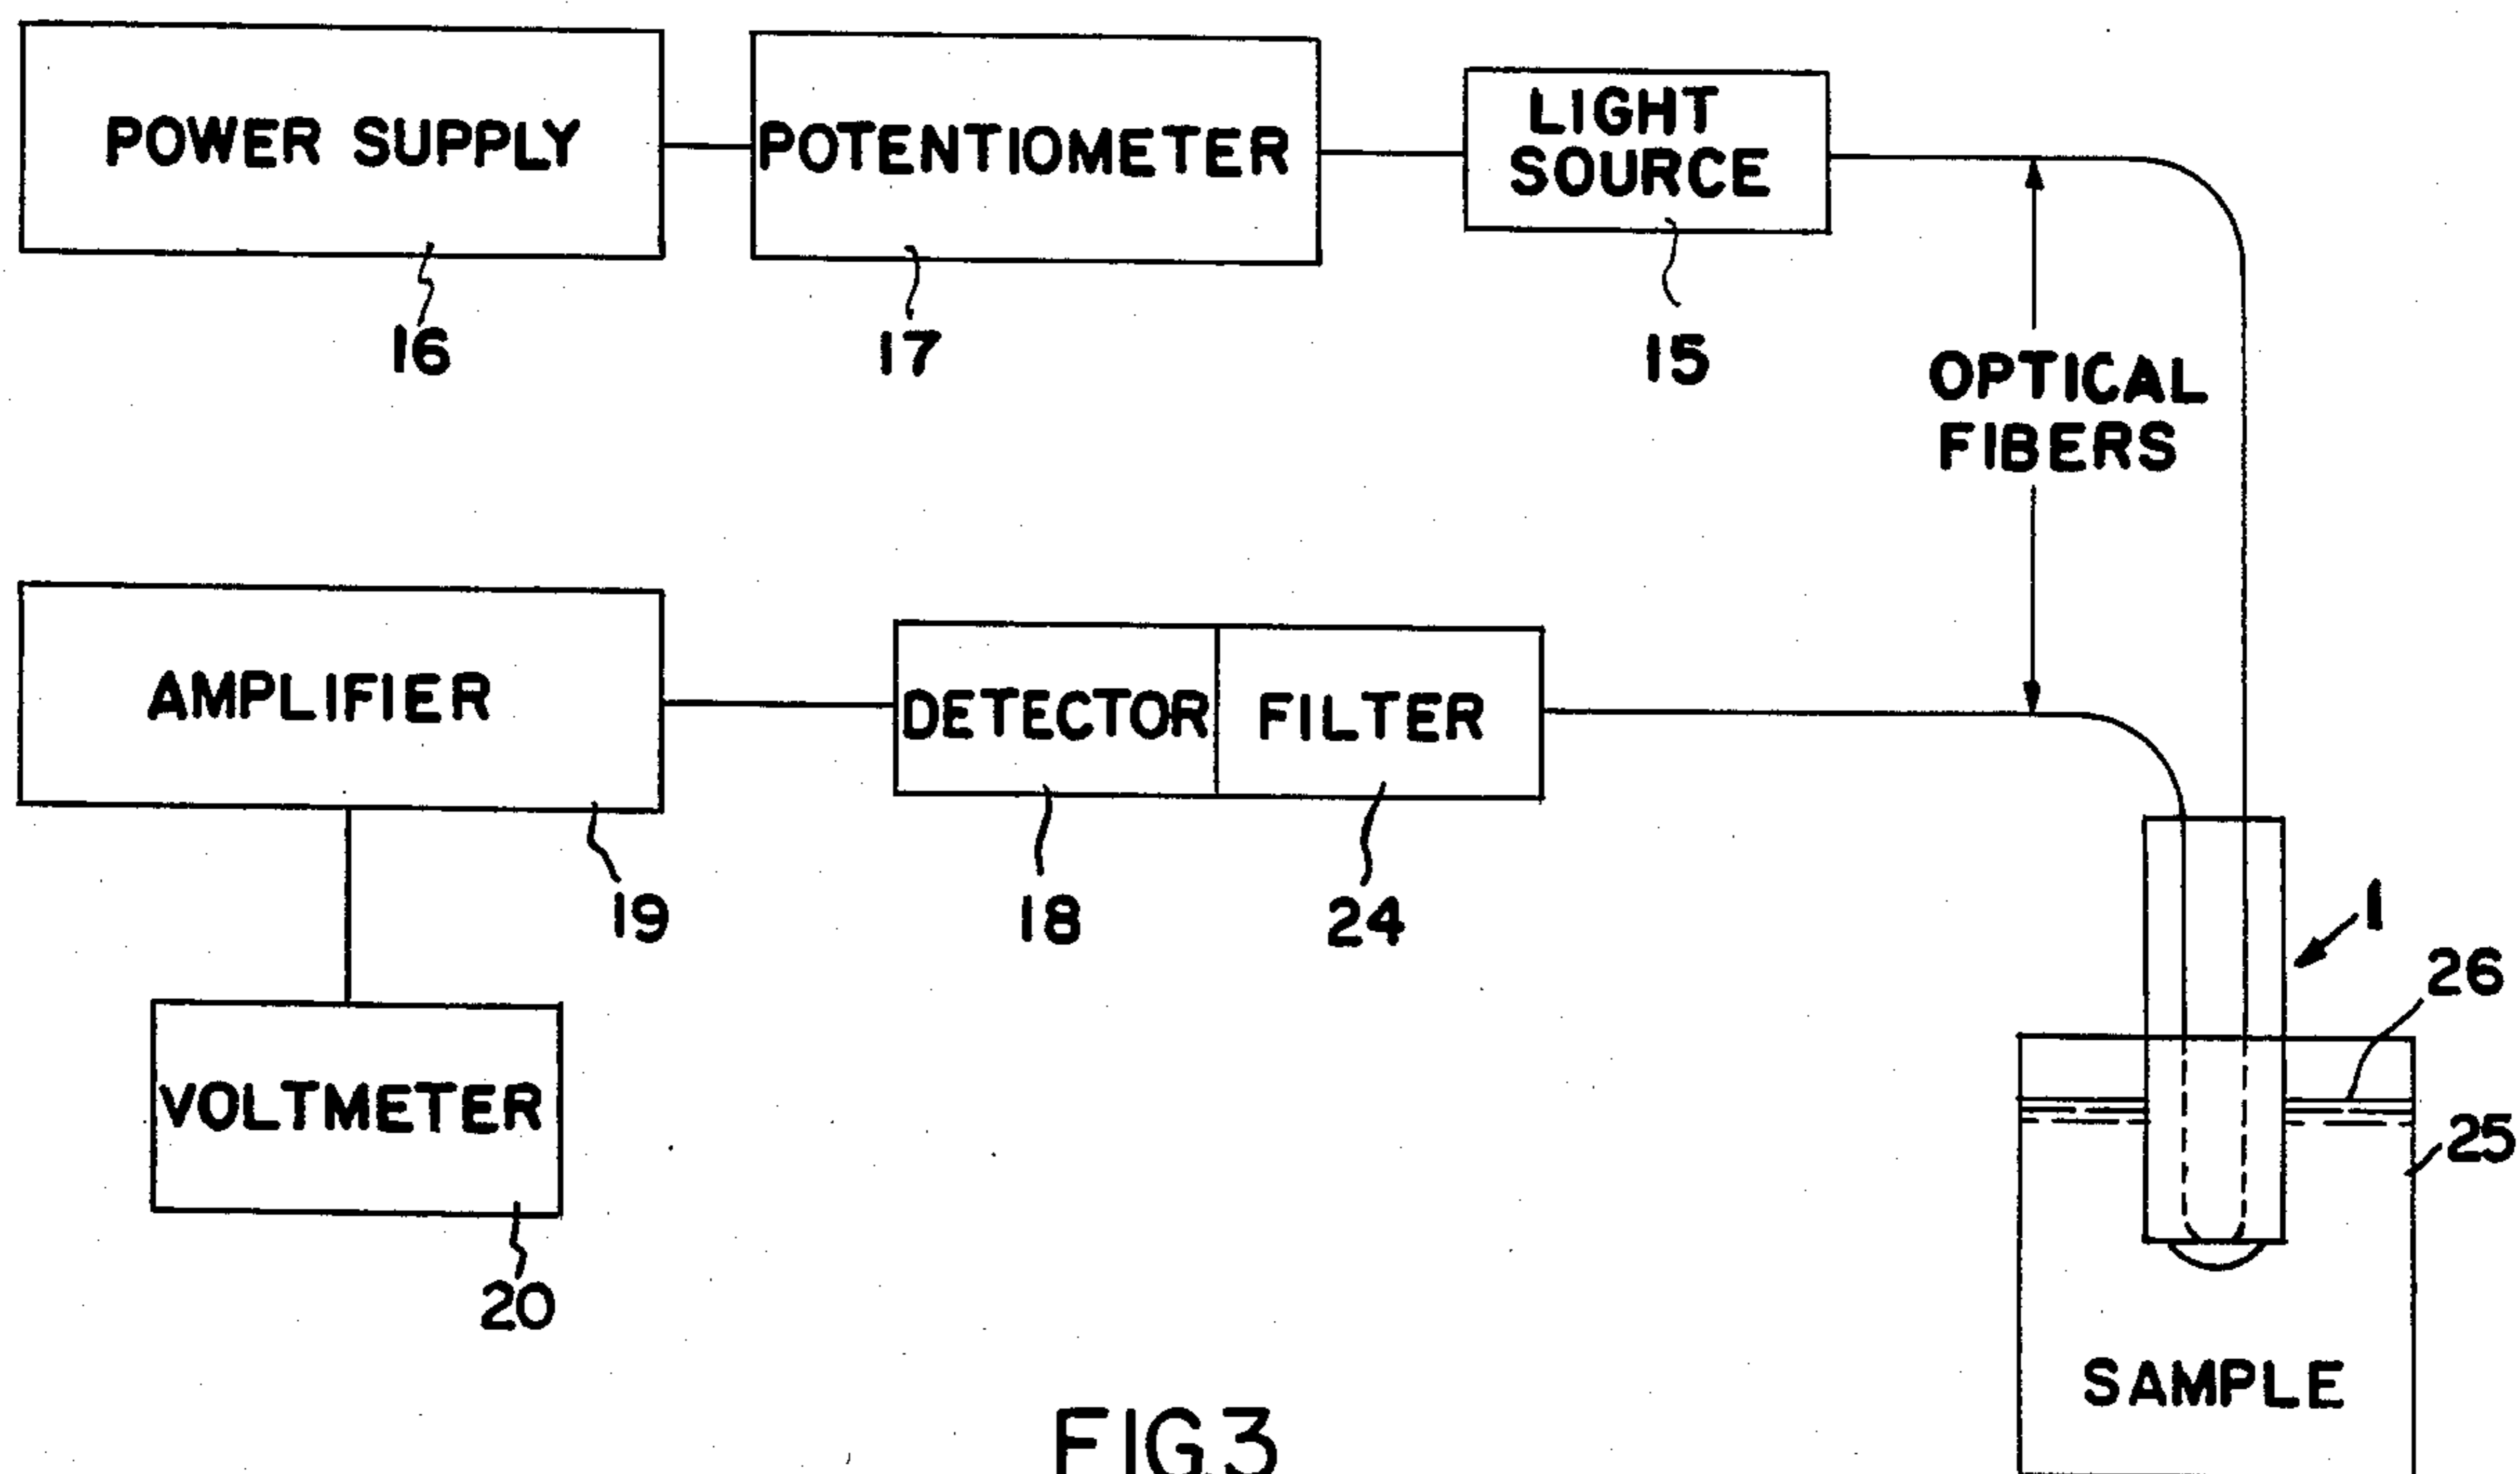 POWER SUPPLY
POTENTIOMETER
LIGHT
SOURCE
16
17
15
OPTICAL
FIBERS
AMPLIFIER
DETECTOR
FILTER
19
18
24
1
26
VOLTMETER
25
20
SAMPLE
FIG.3